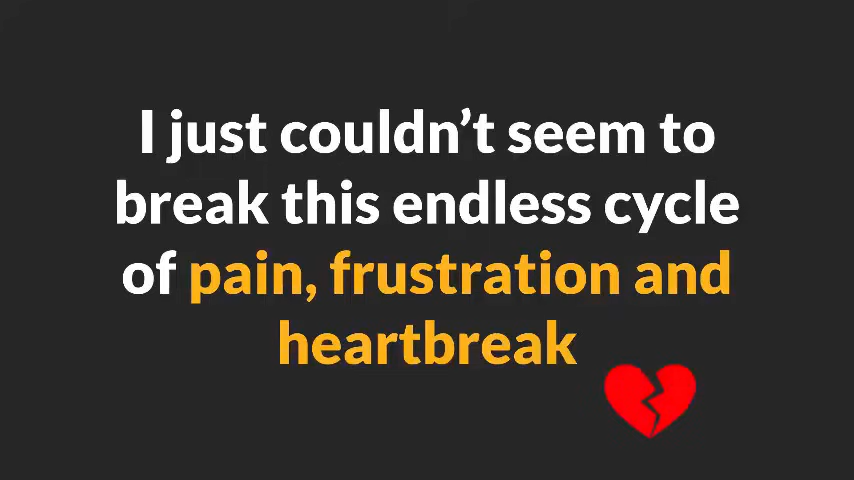 I just couldn’t seem to
break this endless cycle
of pain, frustration and
heartbreak